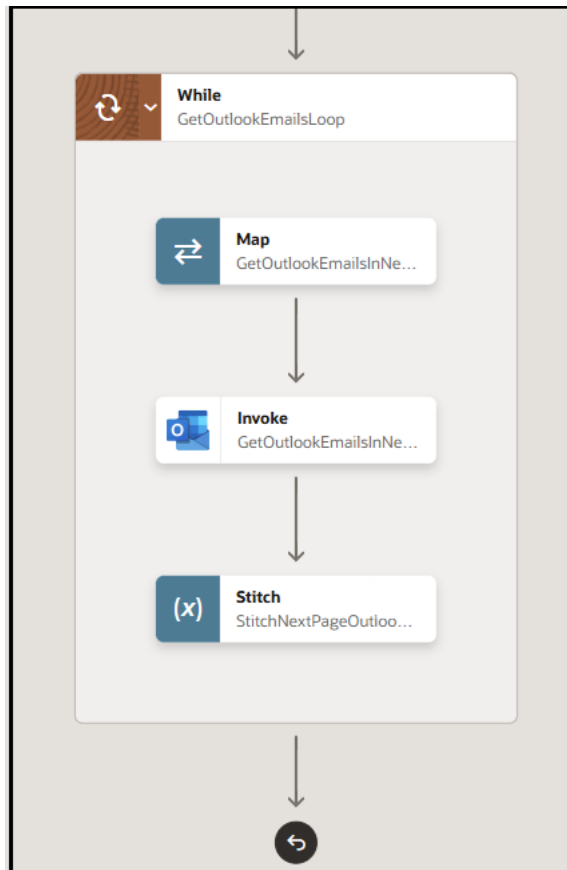 While
GetOutlookEmailsLoop
Map
GetOutlookEmailsInNe...
Invoke
GetOutlookEmailsInNe...
(x)
Stitch
StitchNextPageOutloo...